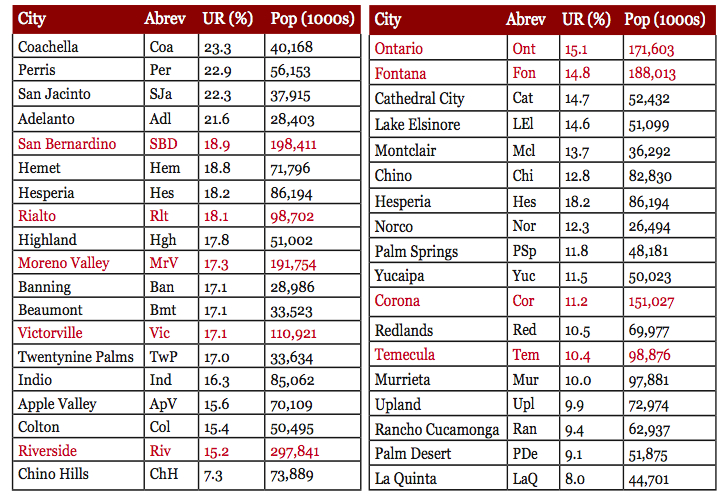 City Abrev UR (%) Pop (1000s)
Coachella Coa 23.3 40,168
Perris Per 22.9 56,153
San Jacinto SJa 22.3 37,915
Adelanto Adl 21.6 28,403
San Bernardino SBD 18.9 198,411
Hemet Hem 18.8 71,796
Hesperia Hes 18.2 86,194
Rialto Rlt 18.1 98,702
Highland Hgh 17.8 51,002
Moreno Valley MrV 17.3 191,754
Banning Ban 17.1 28,986
Beaumont Bmt 17.1 33,523
Victorville Vic 17.1 110,921
Twentynine Palms TwP 17.0 33,634
Indio Ind 16.3 85,062
Apple Valley ApV 15.6 70,109
Colton Col 15.4 50,495
Riverside Riv 15.2 297,841
Chino Hills ChH 7.3 73,889
City Abrev UR (%) Pop (1000s)
Ontario Ont 15.1 171,603
Fontana Fon 14.8 188,013
Cathedral City Cat 14.7 52,432
Lake Elsinore LEl 14.6 51,099
Montclair Mcl 13.7 36,292
Chino Chi 12.8 82,830
Hesperia Hes 18.2 86,194
Norco Nor 12.3 26,494
Palm Springs PSp 11.8 48,181
Yucaipa Yuc 11.5 50,023
Corona Cor 11.2 151,027
Redlands Red 10.5 69,977
Temecula Tem 10.4 98,876
Murrieta Mur 10.0 97,881
Upland Upl 9.9 72,974
Rancho Cucamonga Ran 9.4 62,937
Palm Desert PDe 9.1 51,875
La Quinta LaQ 8.0 44,701